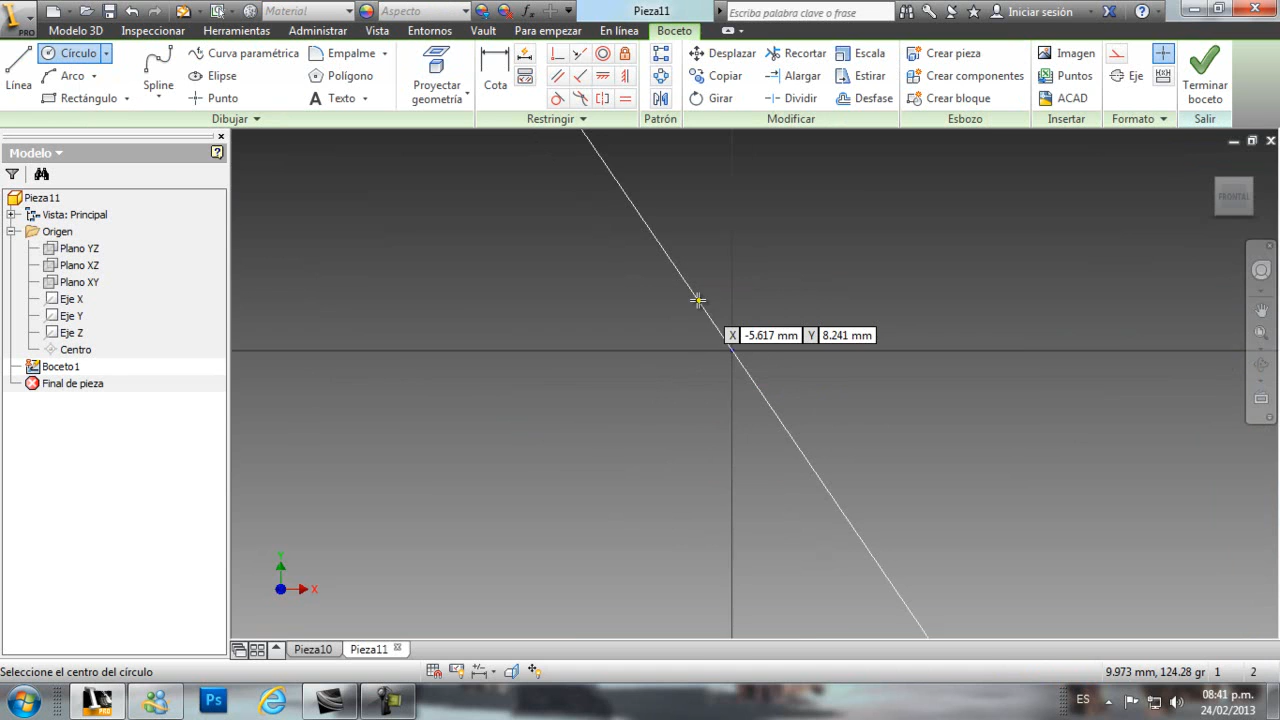 Material
Aspecto
Pieza11
Escriba palabra clave o frase
Iniciar sesión
PRO
Modelo 3D
Inspeccionar
Herramientas
Administrar
Vista
Entornos
Vault
Para empezar
En línea
Boceto
Línea
Círculo
Arco
Rectángulo
Spline
Curva paramétrica
Elipse
Punto
Empalme
Polígono
Texto
Proyectar
geometría
Cota
Desplazar
Copiar
Girar
Recortar
Alargar
Dividir
Escala
Estirar
Desfase
Crear pieza
Crear componentes
Crear bloque
Imagen
Puntos
ACAD
Eje
Terminar
boceto
Dibujar
Restringir
Patrón
Modificar
Esbozo
Insertar
Formato
Salir
Modelo
Pieza11
Vista: Principal
Origen
Plano YZ
Plano XZ
Plano XY
Eje X
Eje Y
Eje Z
Centro
Boceto1
Final de pieza
FRONTAL
X -5.617 mm Y 8.241 mm
Y
X
Pieza10
Pieza11
Seleccione el centro del círculo
9.973 mm, 124.28 gr 1 2
PRO
Ps
ES
08:41 p.m.
24/02/2013